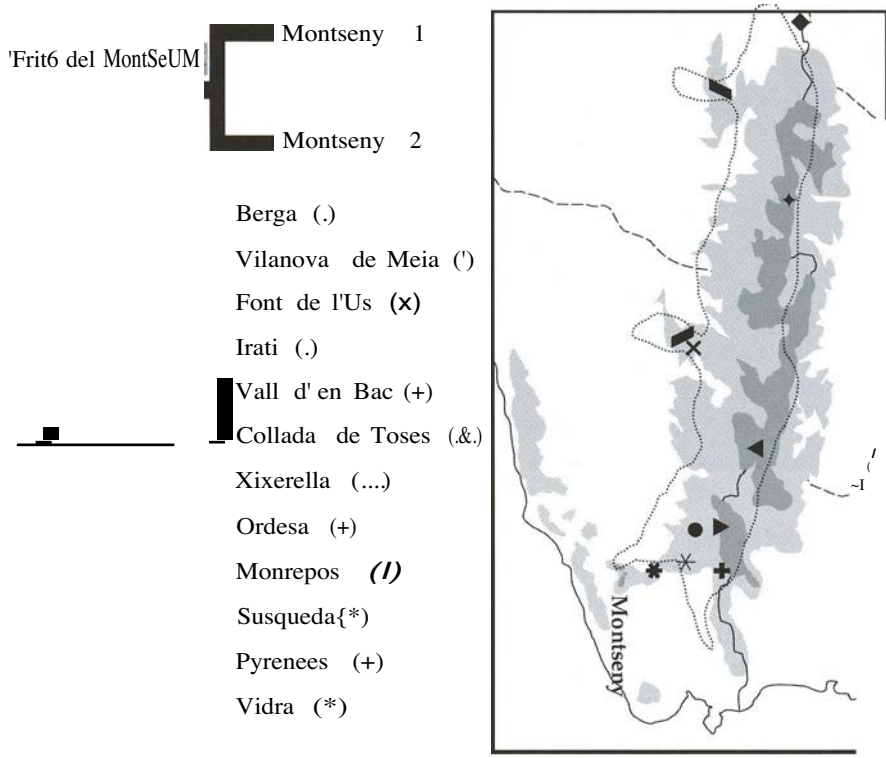 Montseny 1
'Frit6 del MontSeUM
Montseny 2
Berga (.)
Vilanova de Meia (')
Font de l'Us (x)
Irati (.)
Vall d' en Bac (+)
Collada de Toses (.&.)
Xixerella (....)
Ordesa (+)
Monrepos (l)
Susqueda{*)
Pyrenees (+)
Vidra (*)
Montseny
~I
(
/